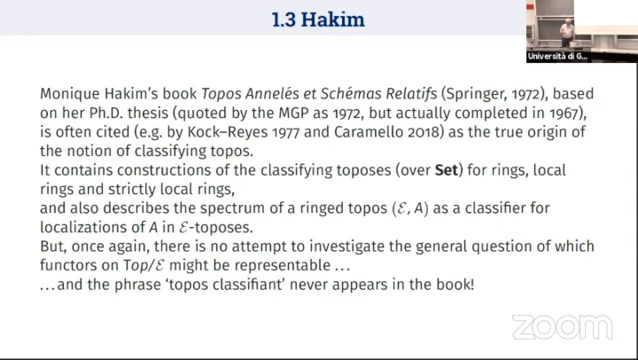 1.3 Hakim
Università di G...
Monique Hakim's book Topos Annelés et Schémas Relatifs (Springer, 1972), based
on her Ph.D. thesis (quoted by the MGP as 1972, but actually completed in 1967),
is often cited (e.g. by Kock–Reyes 1977 and Caramello 2018) as the true origin of
the notion of classifying topos.
It contains constructions of the classifying toposes (over Set) for rings, local
rings and strictly local rings,
and also describes the spectrum of a ringed topos (ℰ, A) as a classifier for
localizations of A in ℰ-toposes.
But, once again, there is no attempt to investigate the general question of which
functors on Top/ℰ might be representable ...
...and the phrase 'topos classifiant' never appears in the book!
zoom